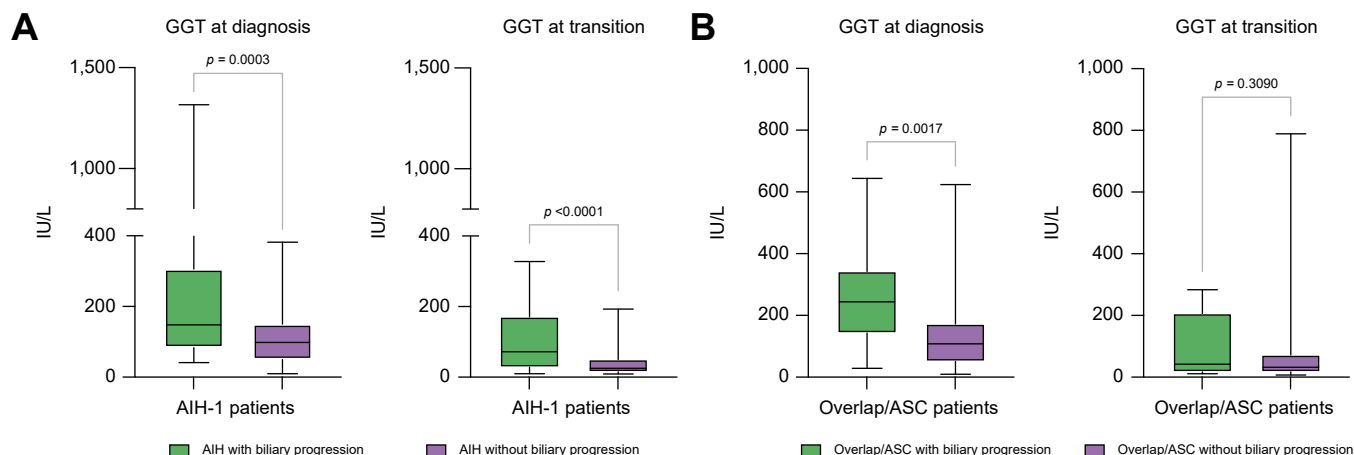 A
GGT at diagnosis
GGT at transition
B
GGT at diagnosis
GGT at transition
IU/L
1,500
1,000
400
200
0
p = 0.0003
AIH-1 patients
IU/L
1,500
1,000
400
200
0
p <0.0001
AIH-1 patients
IU/L
1,000
800
600
400
200
0
p = 0.0017
Overlap/ASC patients
IU/L
1,000
800
600
400
200
0
p = 0.3090
Overlap/ASC patients
AIH with biliary progression
AIH without biliary progression
Overlap/ASC with biliary progression
Overlap/ASC without biliary progression